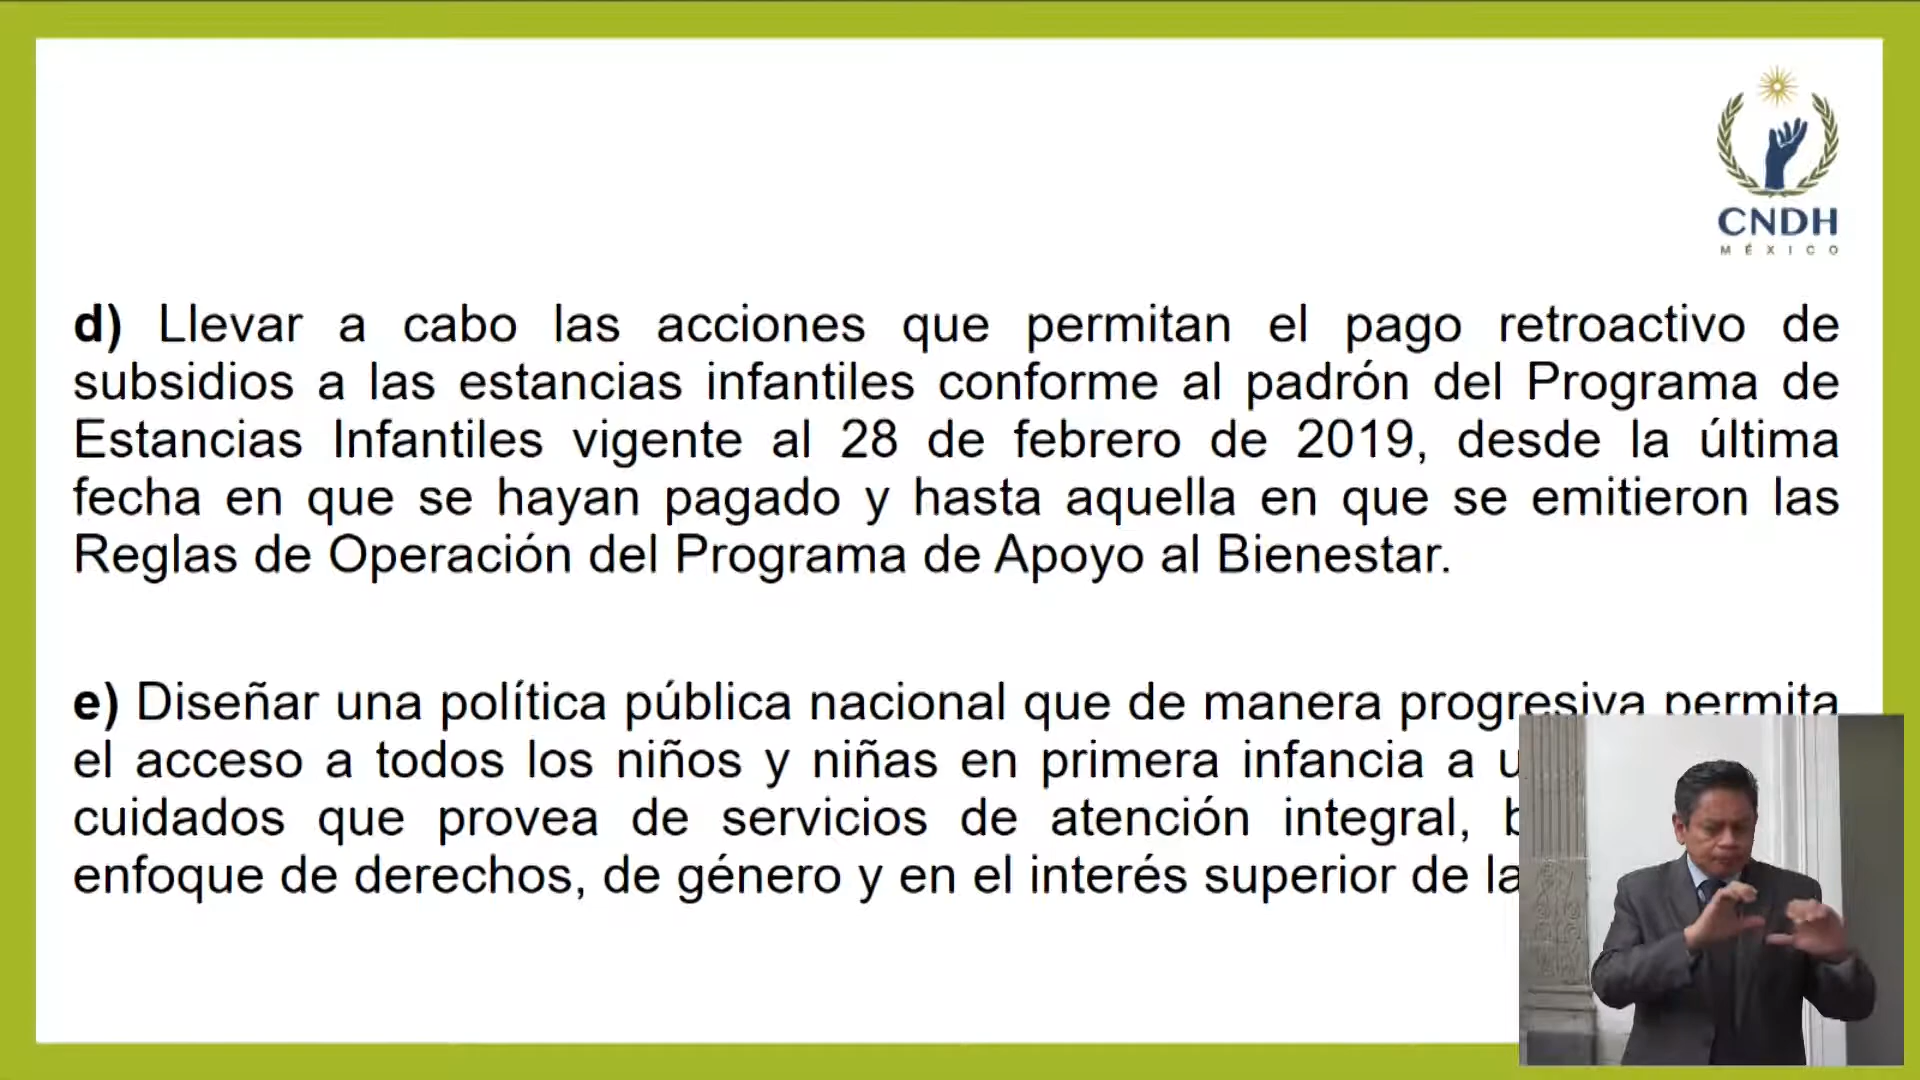 CNDH
MÉXICO
d) Llevar a cabo las acciones que permitan el pago retroactivo de
subsidios a las estancias infantiles conforme al padrón del Programa de
Estancias Infantiles vigente al 28 de febrero de 2019, desde la última
fecha en que se hayan pagado y hasta aquella en que se emitieron las
Reglas de Operación del Programa de Apoyo al Bienestar.
e) Diseñar una política pública nacional que de manera progresiva permita
el acceso a todos los niños y niñas en primera infancia a
cuidados que provea de servicios de atención integral,
enfoque de derechos, de género y en el interés superior de